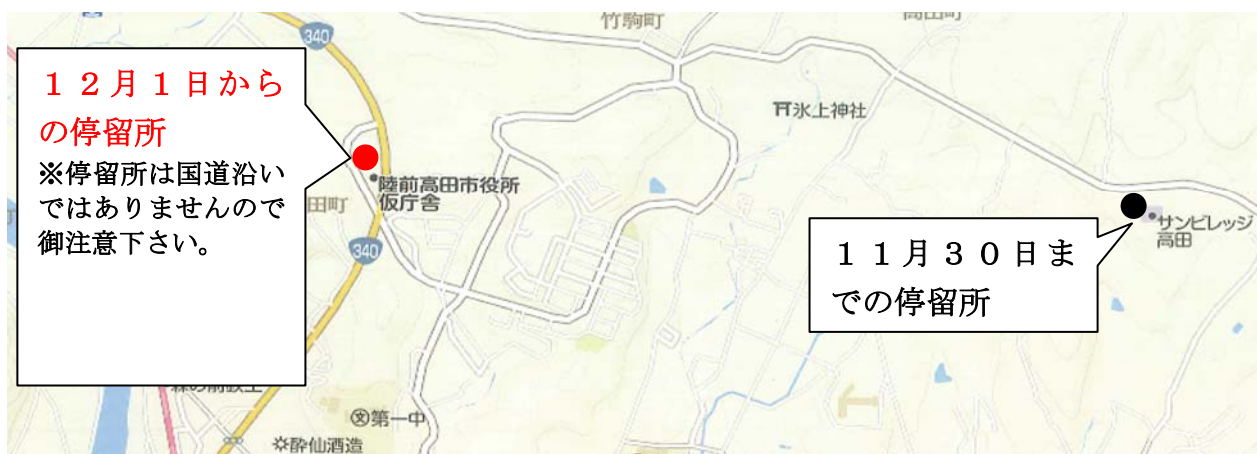 竹駒町
高田町
340
１２月１日から
の停留所
※停留所は国道沿い
ではありませんので
御注意下さい。
氷上神社
陸前高田市役所
仮庁舎
田町
サンビレッジ
高田
340
１１月３０日ま
での停留所
第一中
酔仙酒造